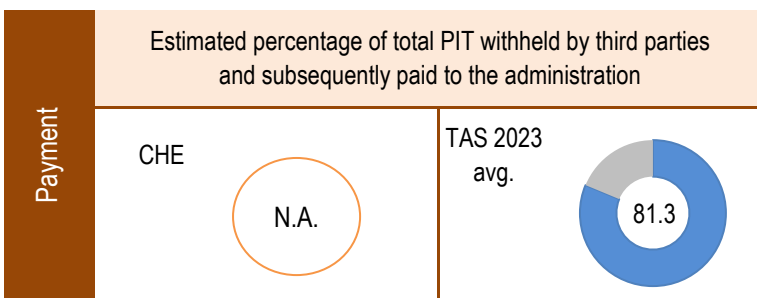 Payment
Estimated percentage of total PIT withheld by third parties
and subsequently paid to the administration
CHE
N.A.
TAS 2023
avg.
81.3